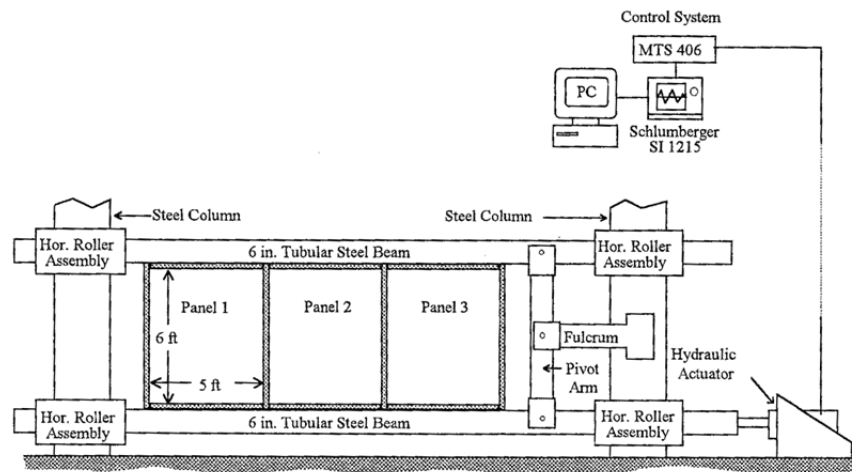 Control System
MTS 406
PC
Schlumberger
SI 1215
Steel Column
Steel Column
Hor. Roller
Assembly
6 in. Tubular Steel Beam
Hor. Roller
Assembly
Panel 1
Panel 2
Panel 3
6 ft
5 ft
Fulcrum
Pivot
Arm
Hydraulic
Actuator
Hor. Roller
Assembly
6 in. Tubular Steel Beam
Hor. Roller
Assembly